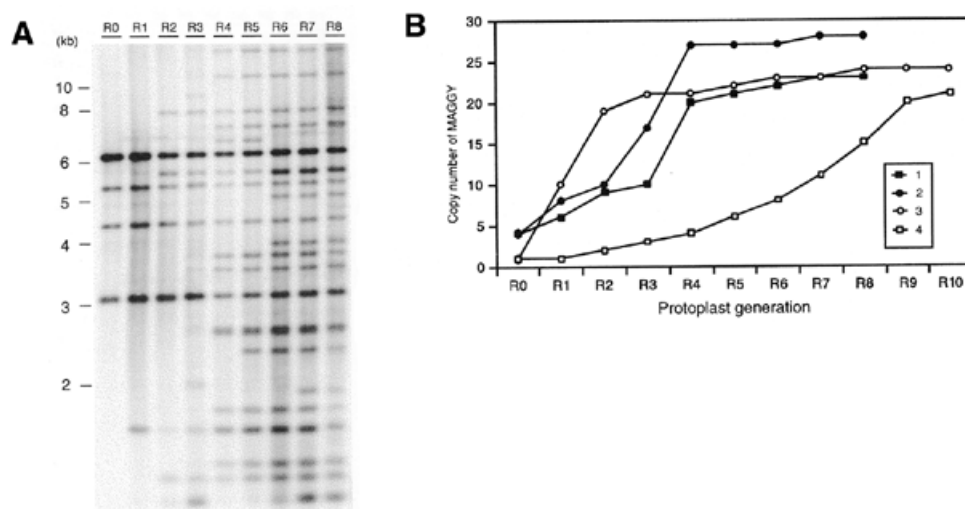 A
(kb)
R0 R1 R2 R3 R4 R5 R6 R7 R8
10
8
6
5
4
3
2
B
Copy number of MAGGY
30
25
20
15
10
5
0
R0 R1 R2 R3 R4 R5 R6 R7 R8 R9 R10
Protoplast generation
1
2
3
4